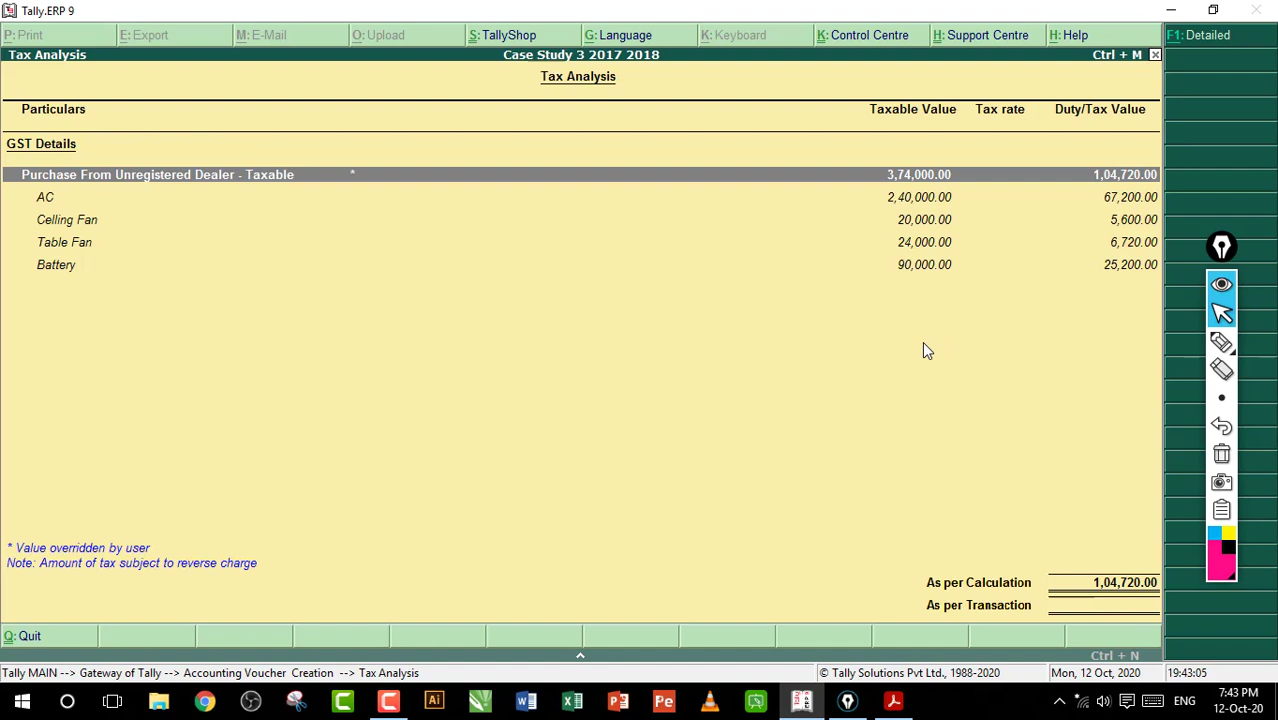 Tally.ERP 9
P: Print E: Export M: E-Mail O: Upload S: TallyShop G: Language K: Keyboard K: Control Centre H: Support Centre H: Help F1: Detailed
Tax Analysis Case Study 3 2017 2018 Ctrl + M
Tax Analysis
Particulars Taxable Value Tax rate Duty/Tax Value
GST Details
Purchase From Unregistered Dealer - Taxable * 3,74,000.00 1,04,720.00
AC 2,40,000.00 67,200.00
Celling Fan 20,000.00 5,600.00
Table Fan 24,000.00 6,720.00
Battery 90,000.00 25,200.00
* Value overridden by user
Note: Amount of tax subject to reverse charge
As per Calculation 1,04,720.00
As per Transaction
Q: Quit
Ctrl + N
Tally MAIN --> Gateway of Tally --> Accounting Voucher Creation --> Tax Analysis © Tally Solutions Pvt Ltd., 1988-2020 Mon, 12 Oct, 2020 19:43:05
ENG 7:43 PM
12-Oct-20